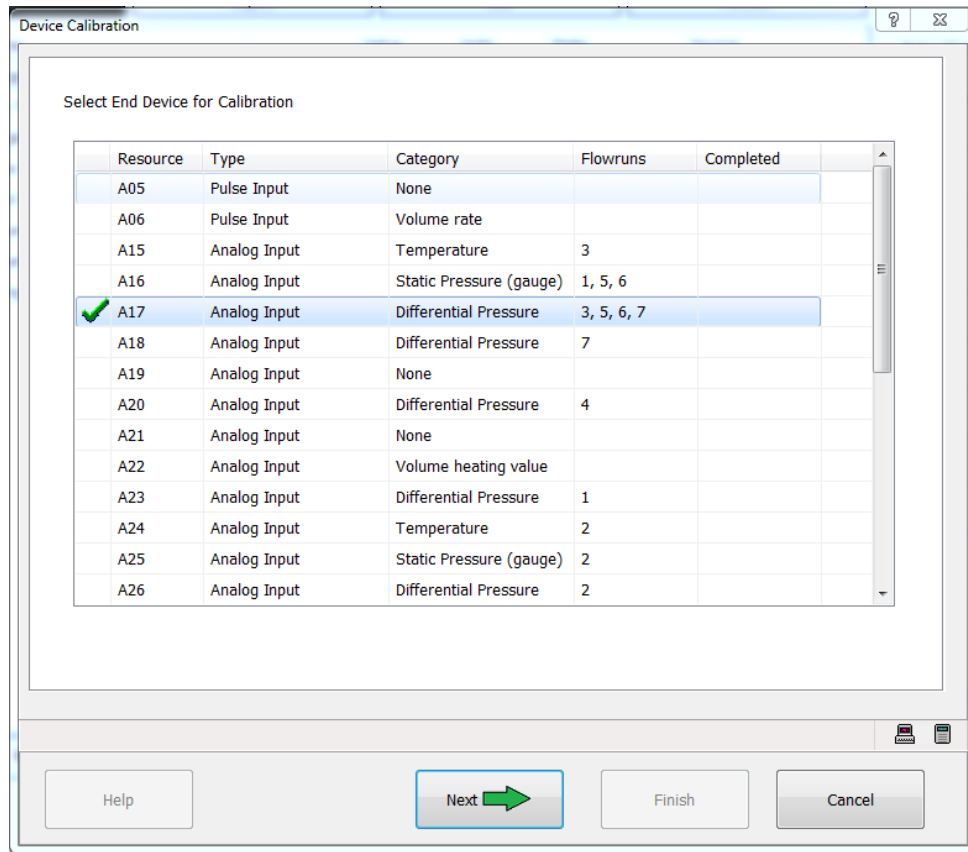 Device Calibration
Select End Device for Calibration
Resource Type Category Flowruns Completed
A05 Pulse Input None
A06 Pulse Input Volume rate
A15 Analog Input Temperature 3
A16 Analog Input Static Pressure (gauge) 1, 5, 6
A17 Analog Input Differential Pressure 3, 5, 6, 7
A18 Analog Input Differential Pressure 7
A19 Analog Input None
A20 Analog Input Differential Pressure 4
A21 Analog Input None
A22 Analog Input Volume heating value
A23 Analog Input Differential Pressure 1
A24 Analog Input Temperature 2
A25 Analog Input Static Pressure (gauge) 2
A26 Analog Input Differential Pressure 2
Help Next Finish Cancel